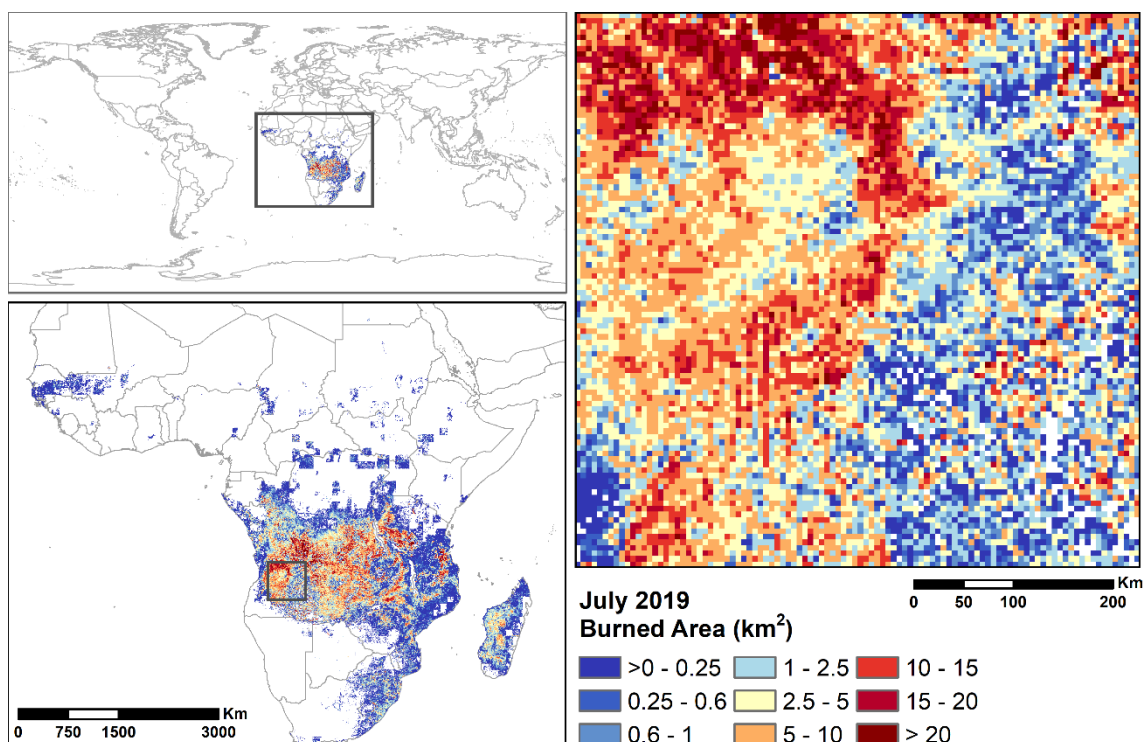 Km
0 750 1500 3000
Km
0 50 100 200
July 2019
Burned Area (km²)
>0 - 0.25 1 - 2.5 10 - 15
0.25 - 0.6 2.5 - 5 15 - 20
0.6 - 1 5 - 10 > 20